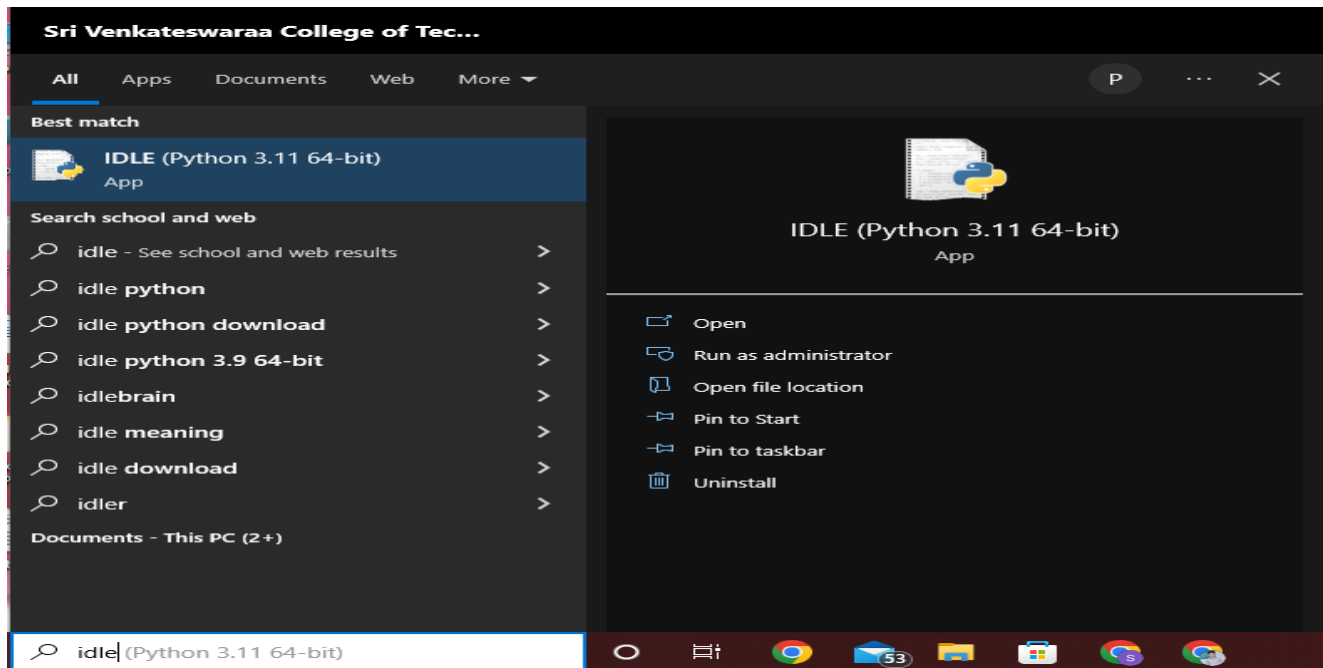 Sri Venkateswaraa College of Tec...
All Apps Documents Web More P ...
Best match
IDLE (Python 3.11 64-bit)
App
Search school and web
idle - See school and web results
idle python
idle python download
idle python 3.9 64-bit
idlebrain
idle meaning
idle download
idler
Documents - This PC (2+)
IDLE (Python 3.11 64-bit)
App
Open
Run as administrator
Open file location
Pin to Start
Pin to taskbar
Uninstall
idle (Python 3.11 64-bit)
53 S